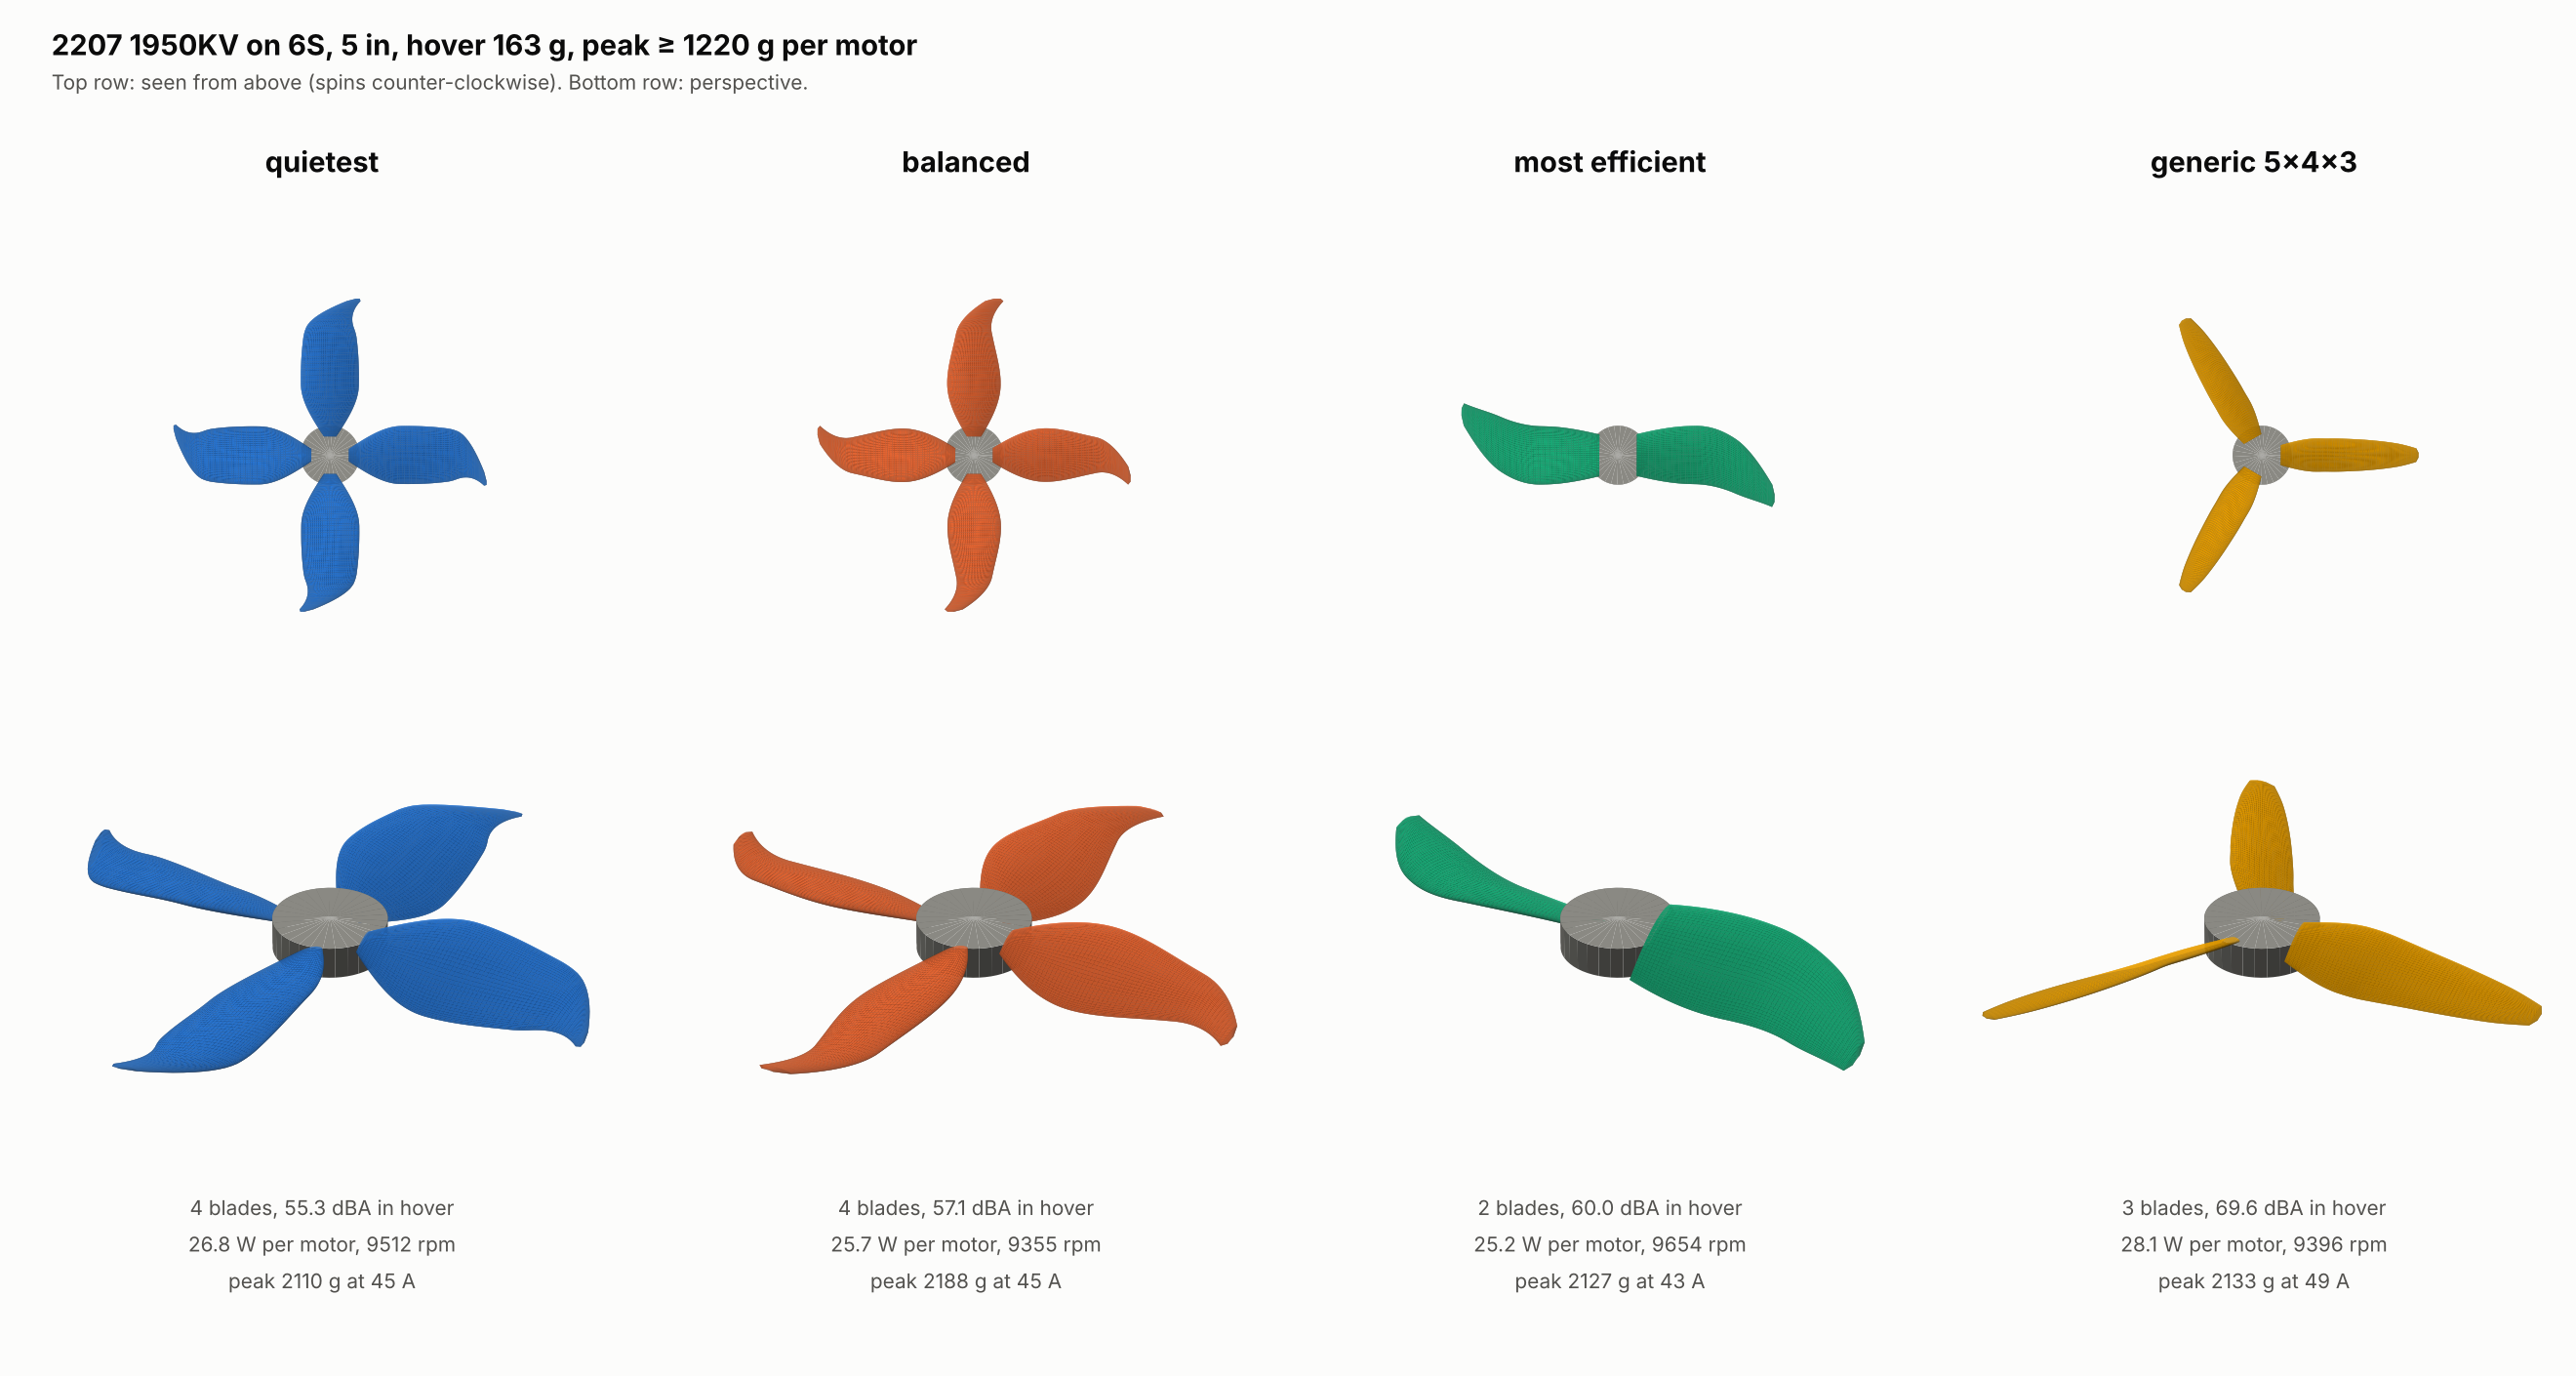 2207 1950KV on 6S, 5 in, hover 163 g, peak ≥ 1220 g per motor
Top row: seen from above (spins counter-clockwise). Bottom row: perspective.
quietest
balanced
most efficient
generic 5×4×3
4 blades, 55.3 dBA in hover
26.8 W per motor, 9512 rpm
peak 2110 g at 45 A
4 blades, 57.1 dBA in hover
25.7 W per motor, 9355 rpm
peak 2188 g at 45 A
2 blades, 60.0 dBA in hover
25.2 W per motor, 9654 rpm
peak 2127 g at 43 A
3 blades, 69.6 dBA in hover
28.1 W per motor, 9396 rpm
peak 2133 g at 49 A